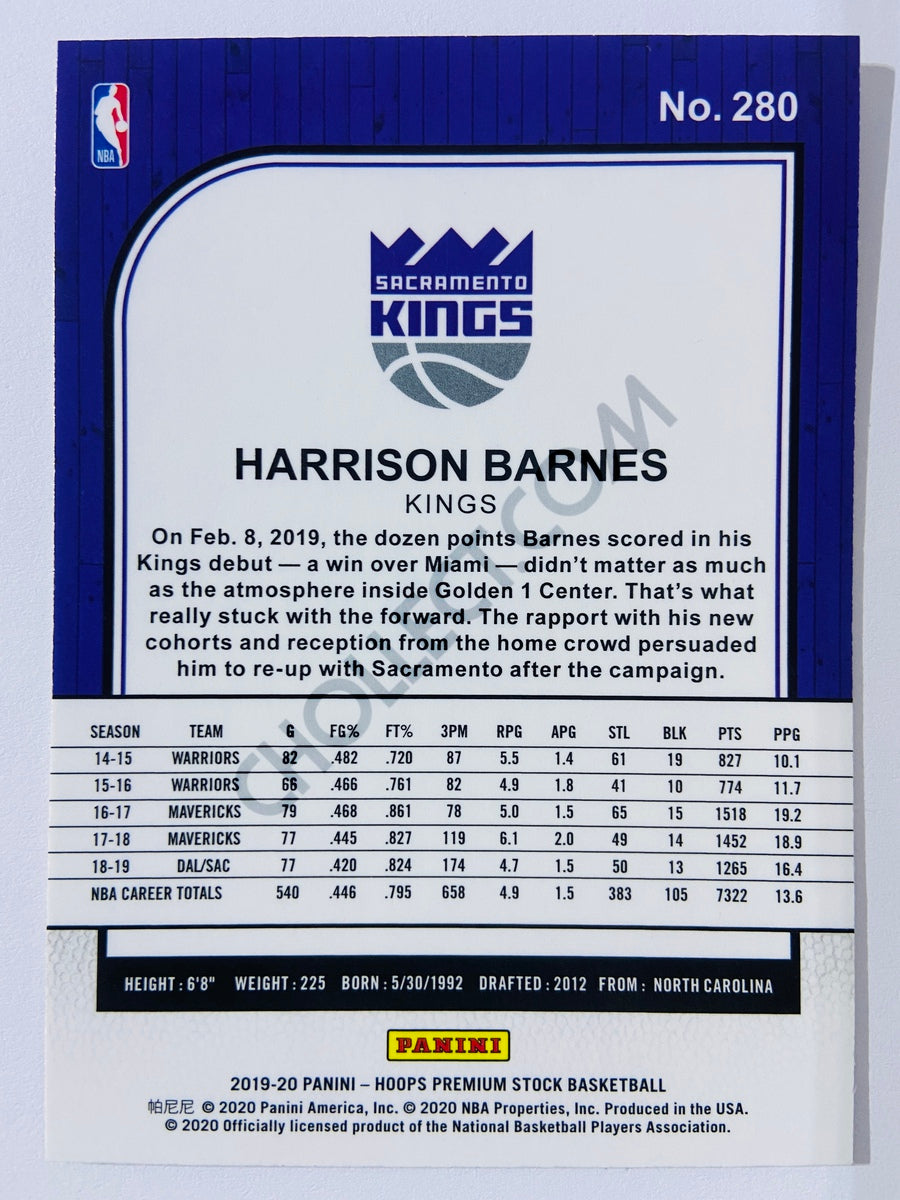 NBA
No. 280
SACRAMENTO
KINGS
HARRISON BARNES
KINGS
On Feb. 8, 2019, the dozen points Barnes scored in his
Kings debut — a win over Miami — didn't matter as much
as the atmosphere inside Golden 1 Center. That's what
really stuck with the forward. The rapport with his new
cohorts and reception from the home crowd persuaded
him to re-up with Sacramento after the campaign.
CHOLLECT.COM
SEASON TEAM G FG% FT% 3PM RPG APG STL BLK PTS PPG
14-15 WARRIORS 82 .482 .720 87 5.5 1.4 61 19 827 10.1
15-16 WARRIORS 66 .466 .761 82 4.9 1.8 41 10 774 11.7
16-17 MAVERICKS 79 .468 .861 78 5.0 1.5 65 15 1518 19.2
17-18 MAVERICKS 77 .445 .827 119 6.1 2.0 49 14 1452 18.9
18-19 DAL/SAC 77 .420 .824 174 4.7 1.5 50 13 1265 16.4
NBA CAREER TOTALS 540 .446 .795 658 4.9 1.5 383 105 7322 13.6
HEIGHT: 6'8" WEIGHT: 225 BORN: 5/30/1992 DRAFTED: 2012 FROM: NORTH CAROLINA
PANINI
2019-20 PANINI – HOOPS PREMIUM STOCK BASKETBALL
帕尼尼 © 2020 Panini America, Inc. © 2020 NBA Properties, Inc. Produced in the USA.
© 2020 Officially licensed product of the National Basketball Players Association.